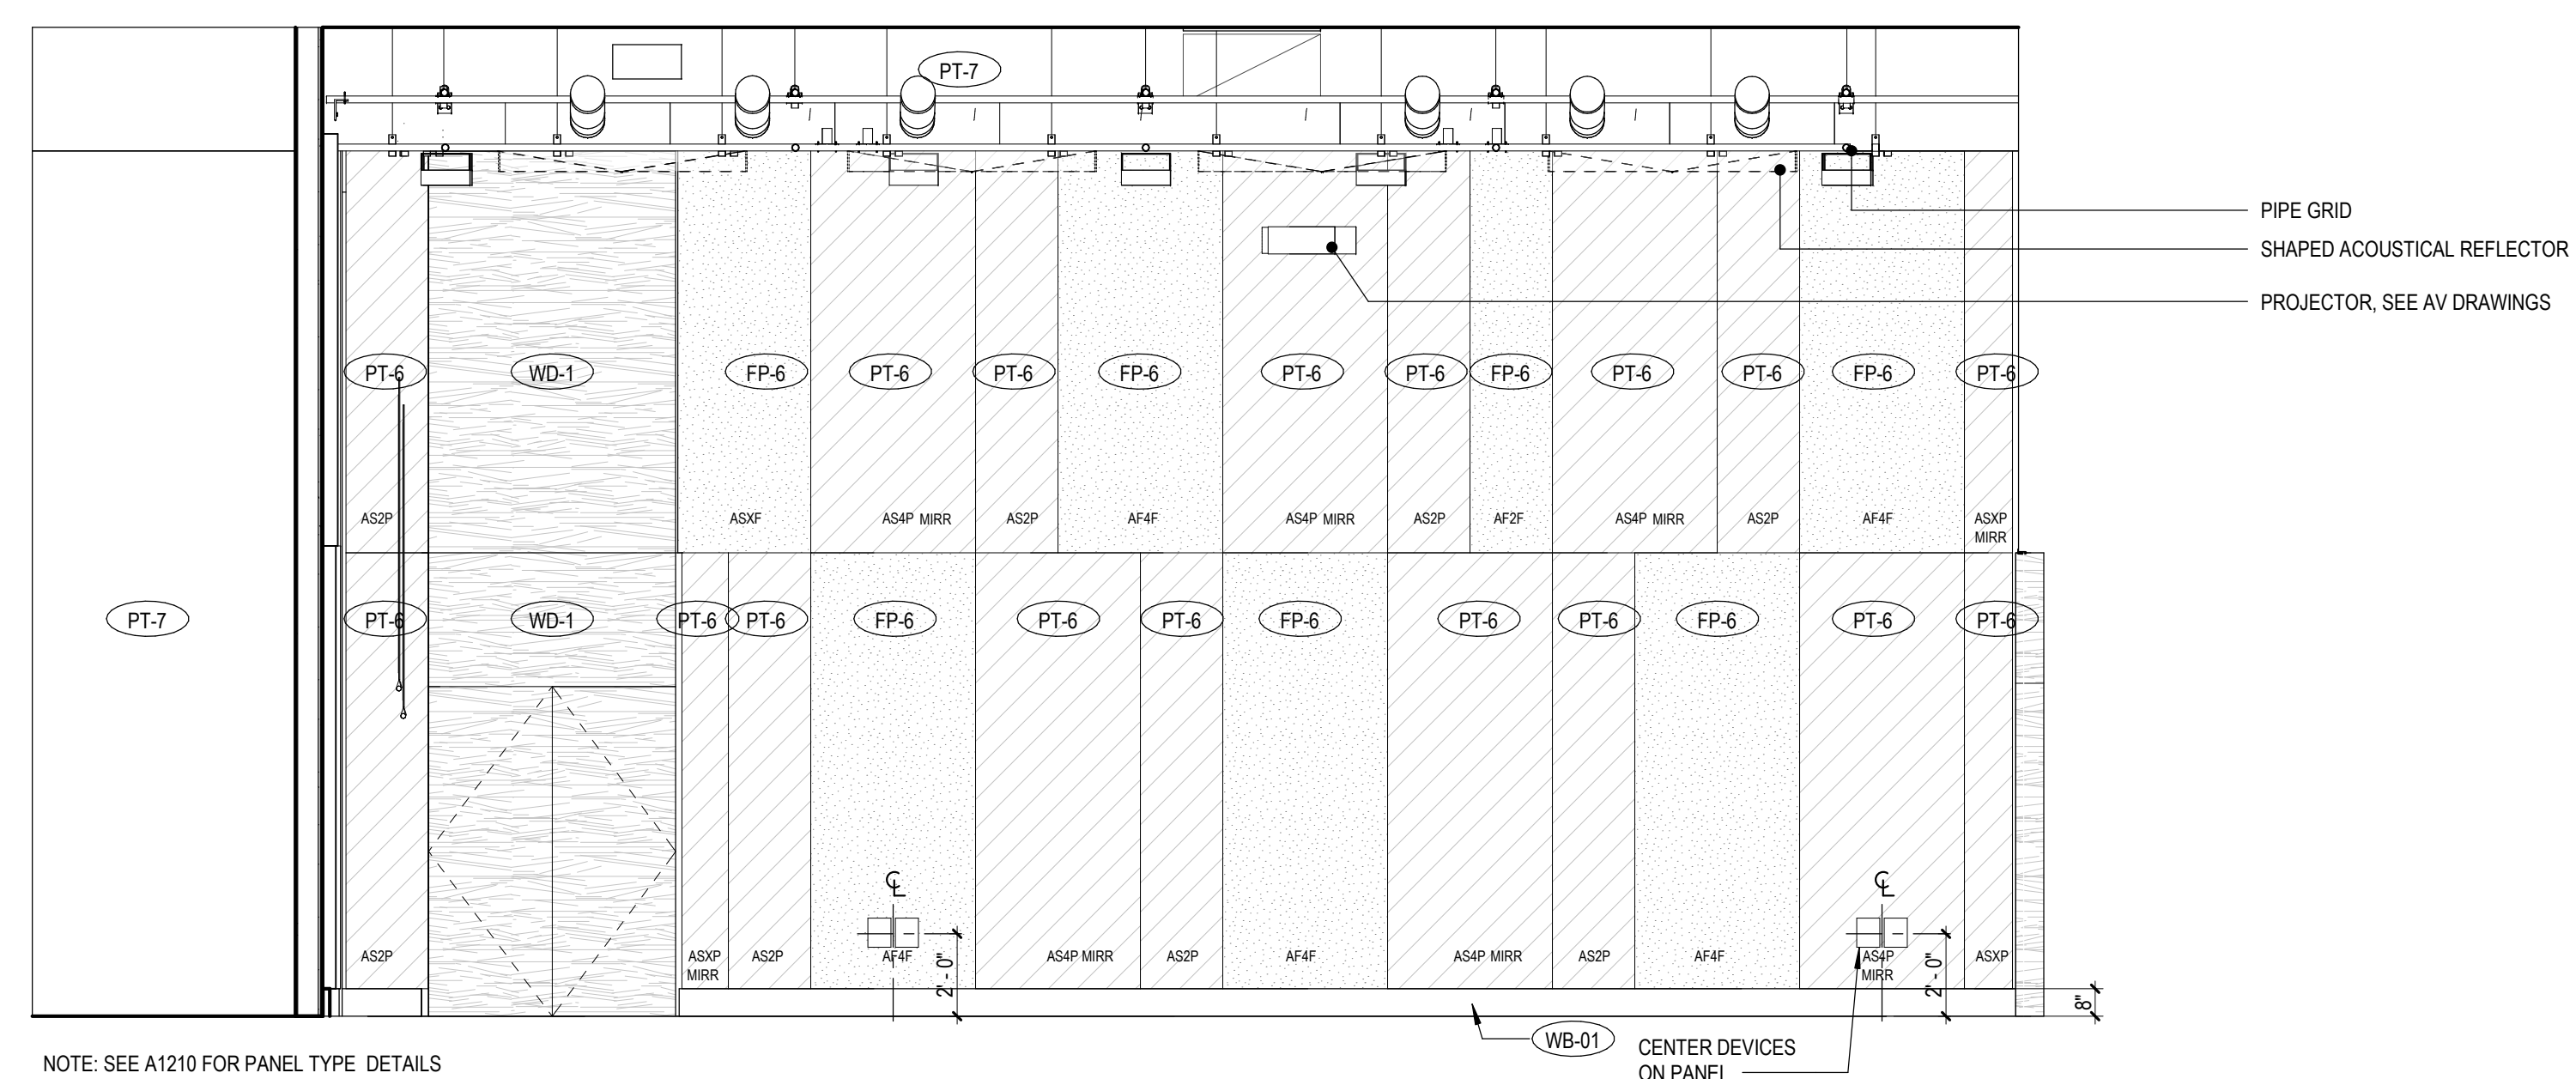 PT-7
PIPE GRID
SHAPED ACOUSTICAL REFLECTOR
PROJECTOR, SEE AV DRAWINGS
PT-6 WD-1 FP-6 PT-6 PT-6 FP-6 PT-6 PT-6 FP-6 PT-6 PT-6 FP-6 PT-6
AS2P ASXF AS4P MIRR AS2P AF4F AS4P MIRR AS2P AF2F AS4P MIRR AS2P AF4F ASXP
MIRR
PT-7 PT-6 WD-1 PT-6 PT-6 FP-6 PT-6 PT-6 FP-6 PT-6 PT-6 FP-6 PT-6 PT-6
℄ ℄
AS2P ASXP AS2P AF4F AS4P MIRR AS2P AF4F AS4P MIRR AS2P AF4F AS4P ASXP
MIRR MIRR
2' - 0" 2' - 0" 8"
WB-01
CENTER DEVICES
ON PANEL
NOTE: SEE A1210 FOR PANEL TYPE DETAILS